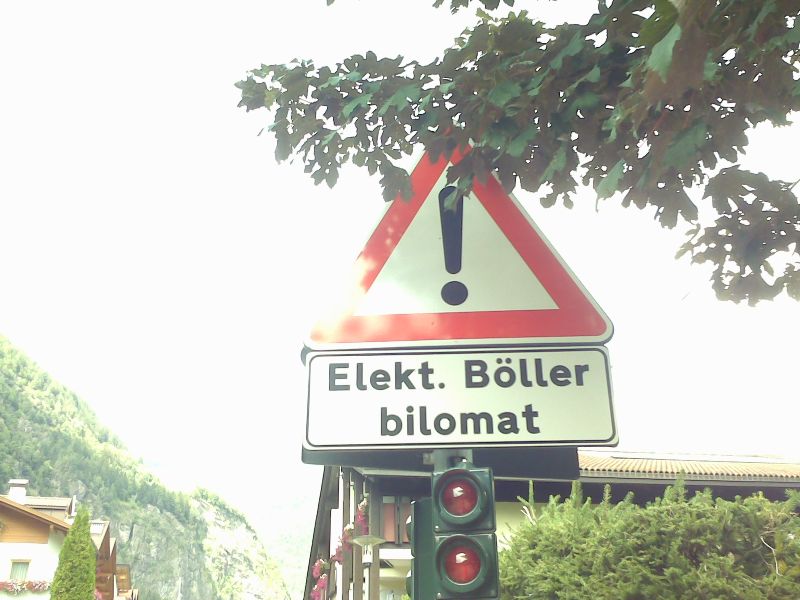 !
Elekt. Böller
bilomat